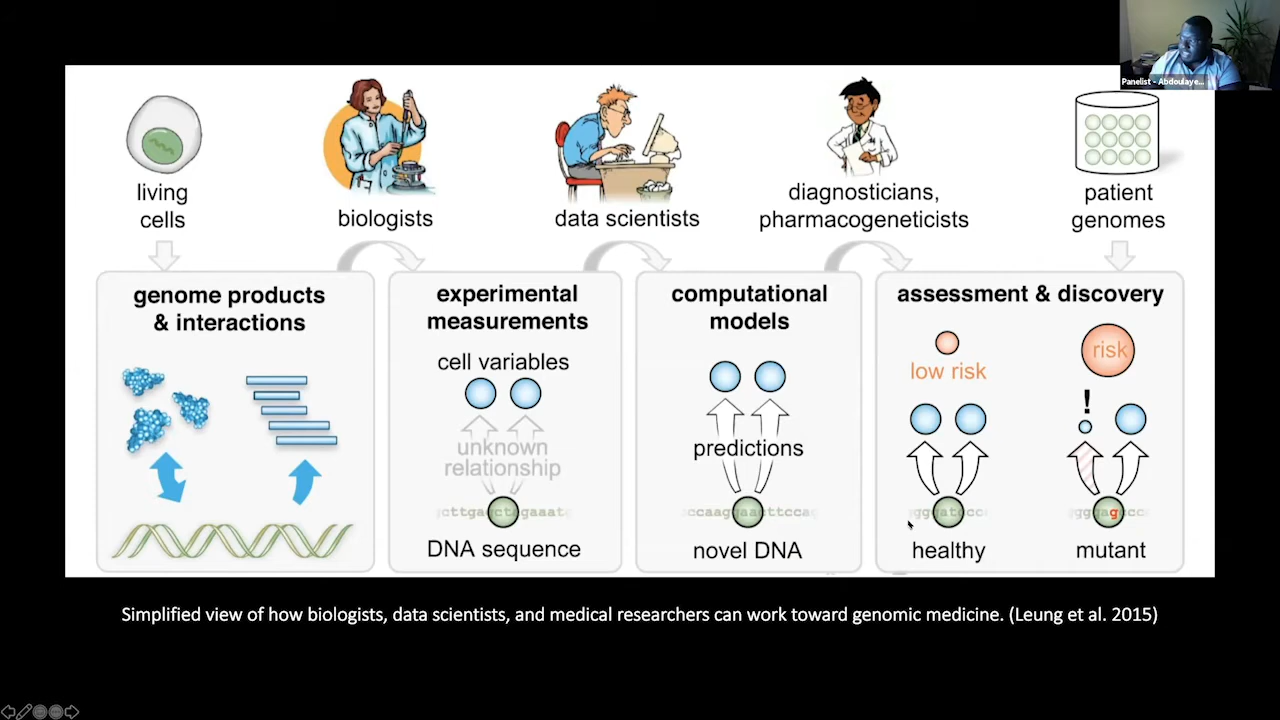 Panelist - Abdoulaye...
living
cells
biologists
data scientists
diagnosticians,
pharmacogeneticists
patient
genomes
genome products
& interactions
experimental
measurements
cell variables
unknown
relationship
DNA sequence
computational
models
predictions
novel DNA
assessment & discovery
low risk
healthy
risk
!
mutant
Simplified view of how biologists, data scientists, and medical researchers can work toward genomic medicine. (Leung et al. 2015)